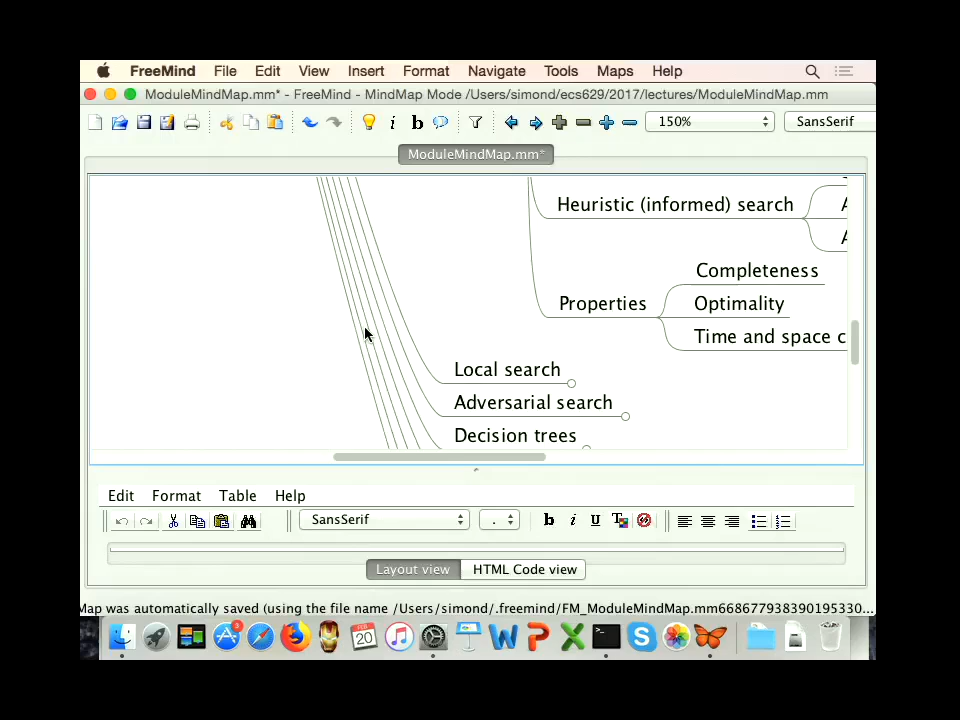 FreeMind File Edit View Insert Format Navigate Tools Maps Help
ModuleMindMap.mm* - FreeMind - MindMap Mode /Users/simond/ecs629/2017/lectures/ModuleMindMap.mm
i b 150% SansSerif
ModuleMindMap.mm*
Heuristic (informed) search
Completeness
Properties
Optimality
Time and space c
Local search
Adversarial search
Decision trees
Edit Format Table Help
SansSerif . b i U
Layout view HTML Code view
Map was automatically saved (using the file name /Users/simond/.freemind/FM_ModuleMindMap.mm668677938390195330...
FEB
20
3